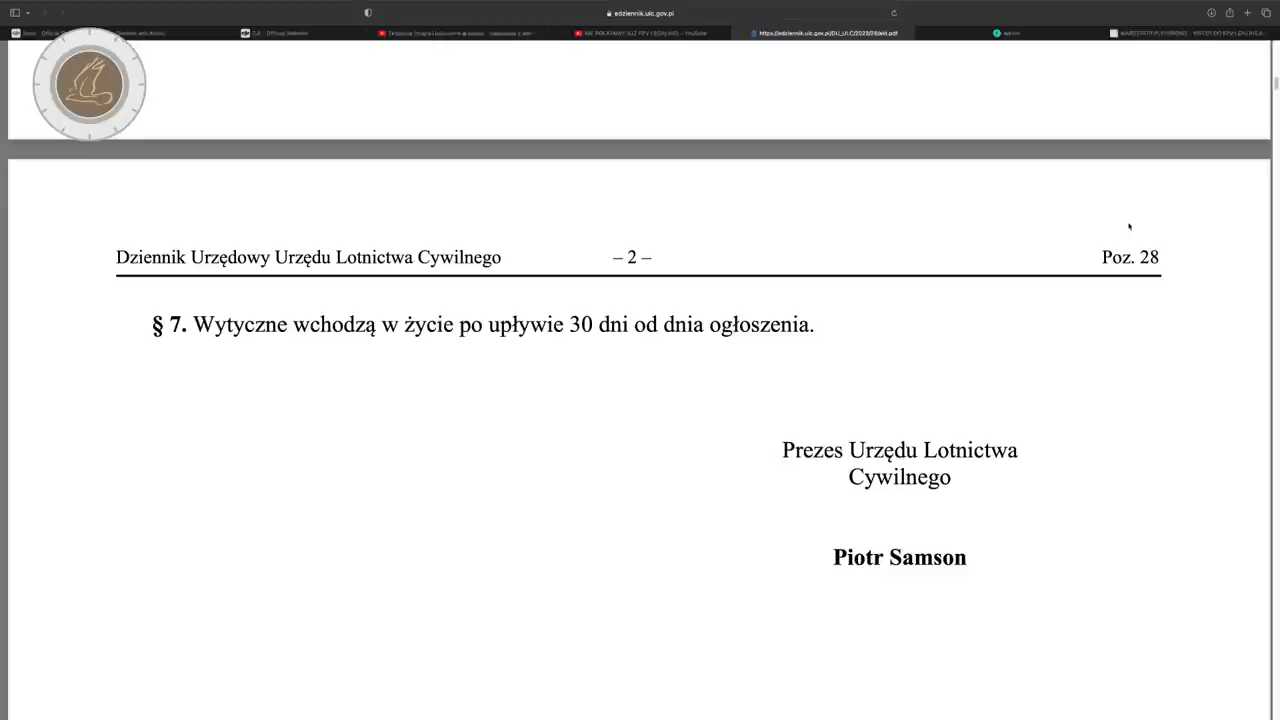 edziennik.ulc.gov.pl
Dziennik Urzędowy Urzędu Lotnictwa Cywilnego
– 2 –
Poz. 28
§ 7. Wytyczne wchodzą w życie po upływie 30 dni od dnia ogłoszenia.
Prezes Urzędu Lotnictwa
Cywilnego
Piotr Samson